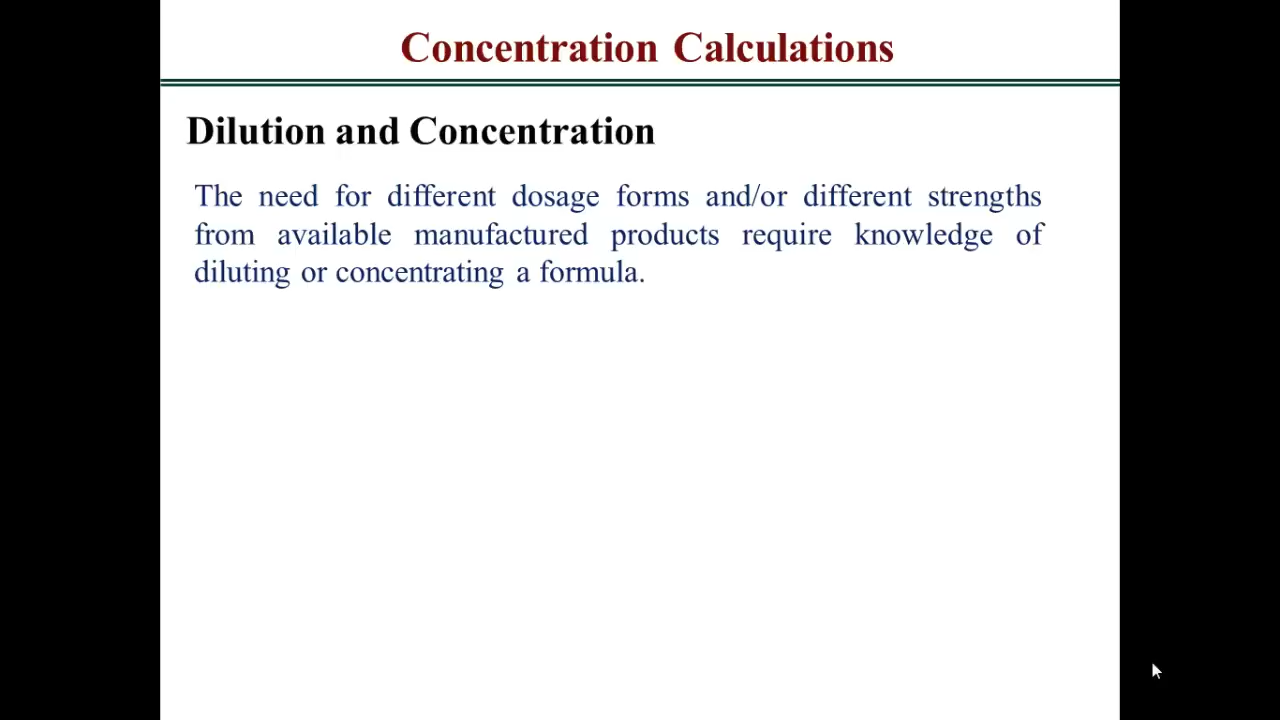 Concentration Calculations
Dilution and Concentration
The need for different dosage forms and/or different strengths
from available manufactured products require knowledge of
diluting or concentrating a formula.